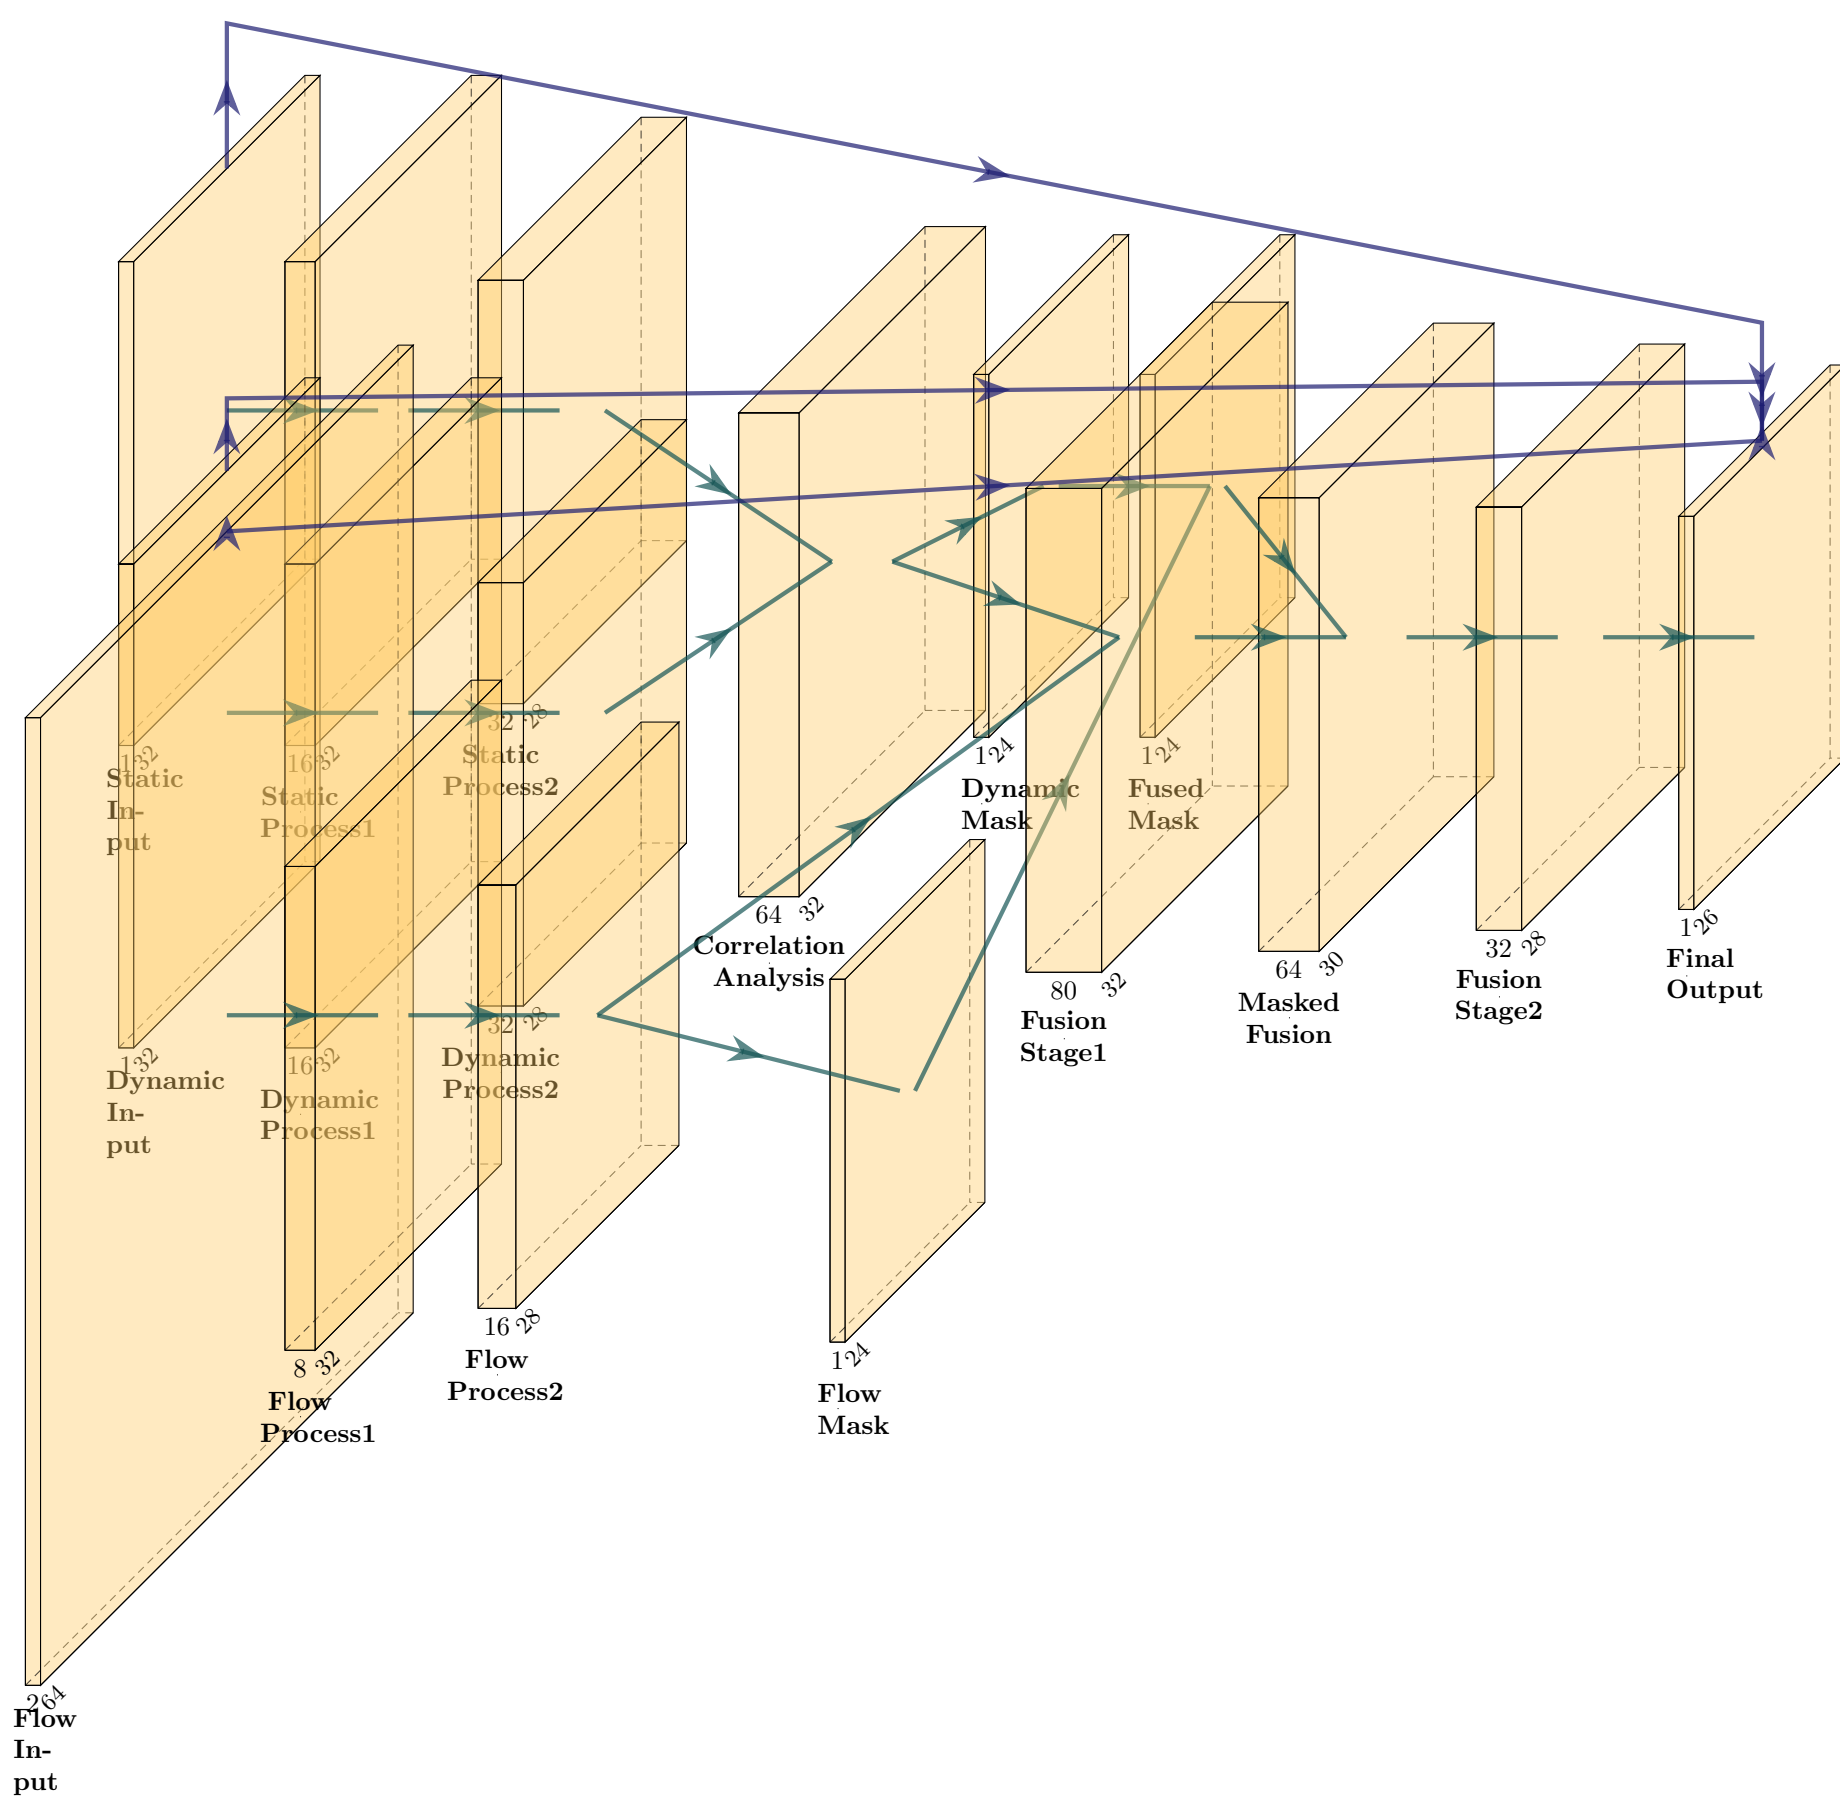 32 28
Static
Process2
1 32
Static
In-
put
16 32
Static
Process1
1 24
Dynamic
Mask
1 24
Fused
Mask
64 32
Correlation
Analysis
80 32
Fusion
Stage1
64 30
Masked
Fusion
32 28
Fusion
Stage2
1 26
Final
Output
1 32
Dynamic
In-
put
16 32
Dynamic
Process1
32 28
Dynamic
Process2
8 32
Flow
Process1
16 28
Flow
Process2
1 24
Flow
Mask
2 64
Flow
In-
put